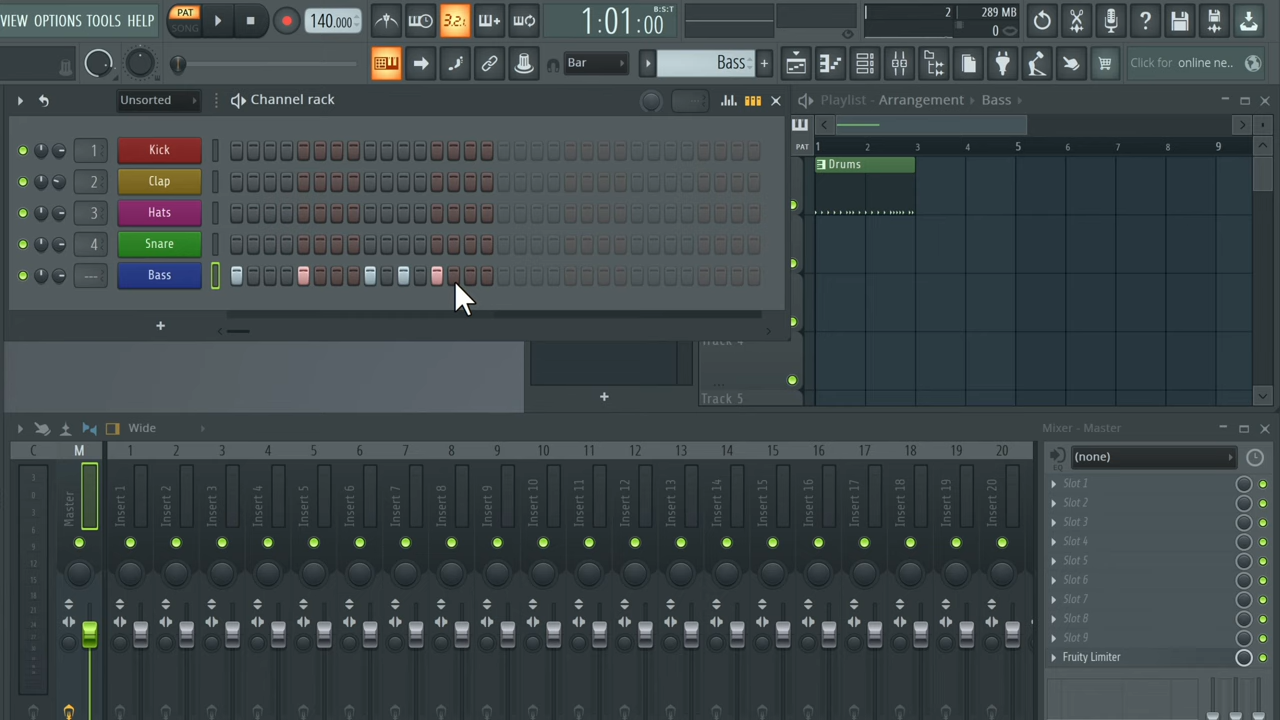 VIEW OPTIONS TOOLS HELP
PAT
SONG
140.000
3.2
1:01:00
B:S:T
2
289 MB
0
Bar
Bass
Click for online ne..
Unsorted
Channel rack
Playlist - Arrangement › Bass ›
PAT
1 2 3 4 5 6 7 8 9
1 Kick
2 Clap
3 Hats
4 Snare
--- Bass
Drums
Track 4
...
Track 5
Wide
Mixer - Master
C M 1 2 3 4 5 6 7 8 9 10 11 12 13 14 15 16 17 18 19 20
Master
Insert 1
Insert 2
Insert 3
Insert 4
Insert 5
Insert 6
Insert 7
Insert 8
Insert 9
Insert 10
Insert 11
Insert 12
Insert 13
Insert 14
Insert 15
Insert 16
Insert 17
Insert 18
Insert 19
Insert 20
EQ
(none)
Slot 1
Slot 2
Slot 3
Slot 4
Slot 5
Slot 6
Slot 7
Slot 8
Slot 9
Fruity Limiter